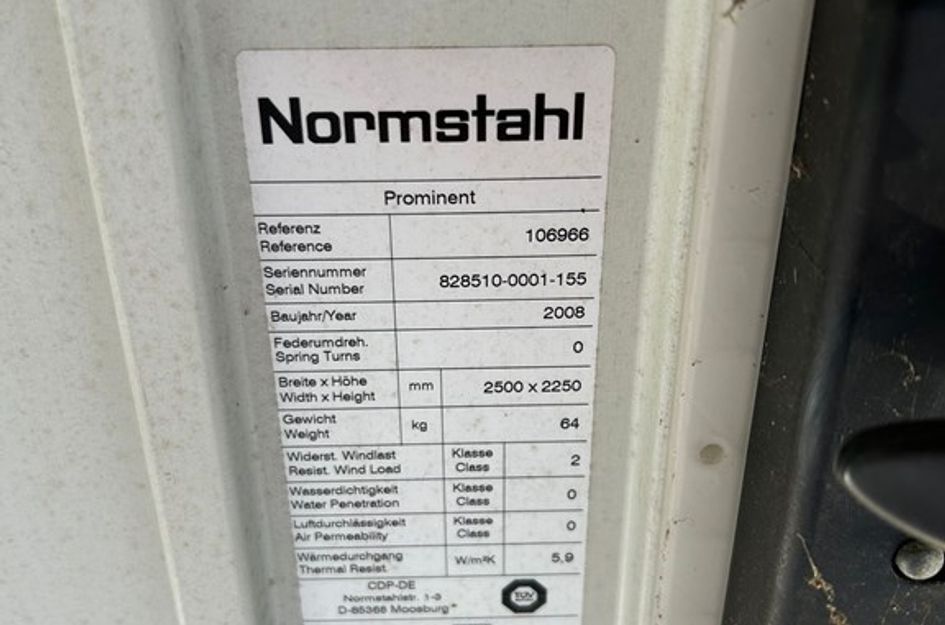 Normstahl
Prominent
Referenz
Reference
106966
Seriennummer
Serial Number
828510-0001-155
Baujahr/Year
2008
Federumdreh.
Spring Turns
0
Breite x Höhe
Width x Height
mm
2500 x 2250
Gewicht
Weight
kg
64
Widerst. Windlast
Resist. Wind Load
Klasse
Class
2
Wasserdichtigkeit
Water Penetration
Klasse
Class
0
Luftdurchlässigkeit
Air Permeability
Klasse
Class
0
Wärmedurchgang
Thermal Resist.
W/m²K
5,9
CDP-DE
Normstahlstr. 1-3
D-85368 Moosburg
TÜV